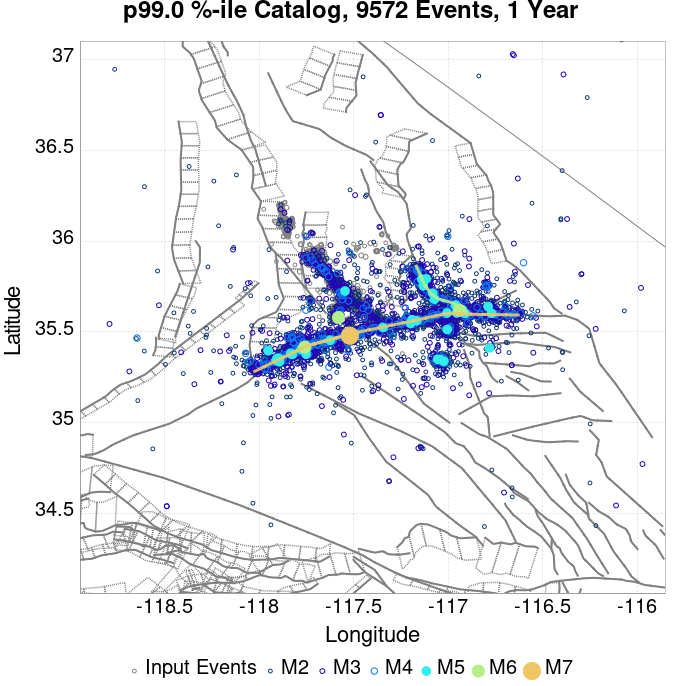 p99.0 %-ile Catalog, 9572 Events, 1 Year
37
36.5
36
35.5
35
34.5
Latitude
-118.5 -118 -117.5 -117 -116.5 -116
Longitude
Input Events M2 M3 M4 M5 M6 M7